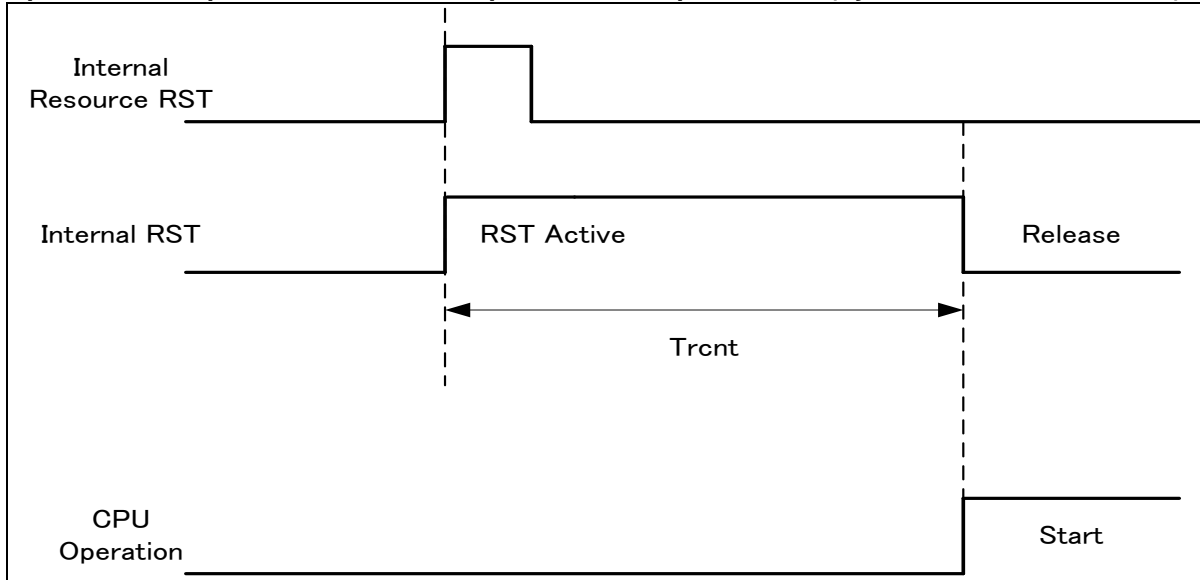 Internal
Resource RST
Internal RST
RST Active
Release
Trcnt
CPU
Operation
Start